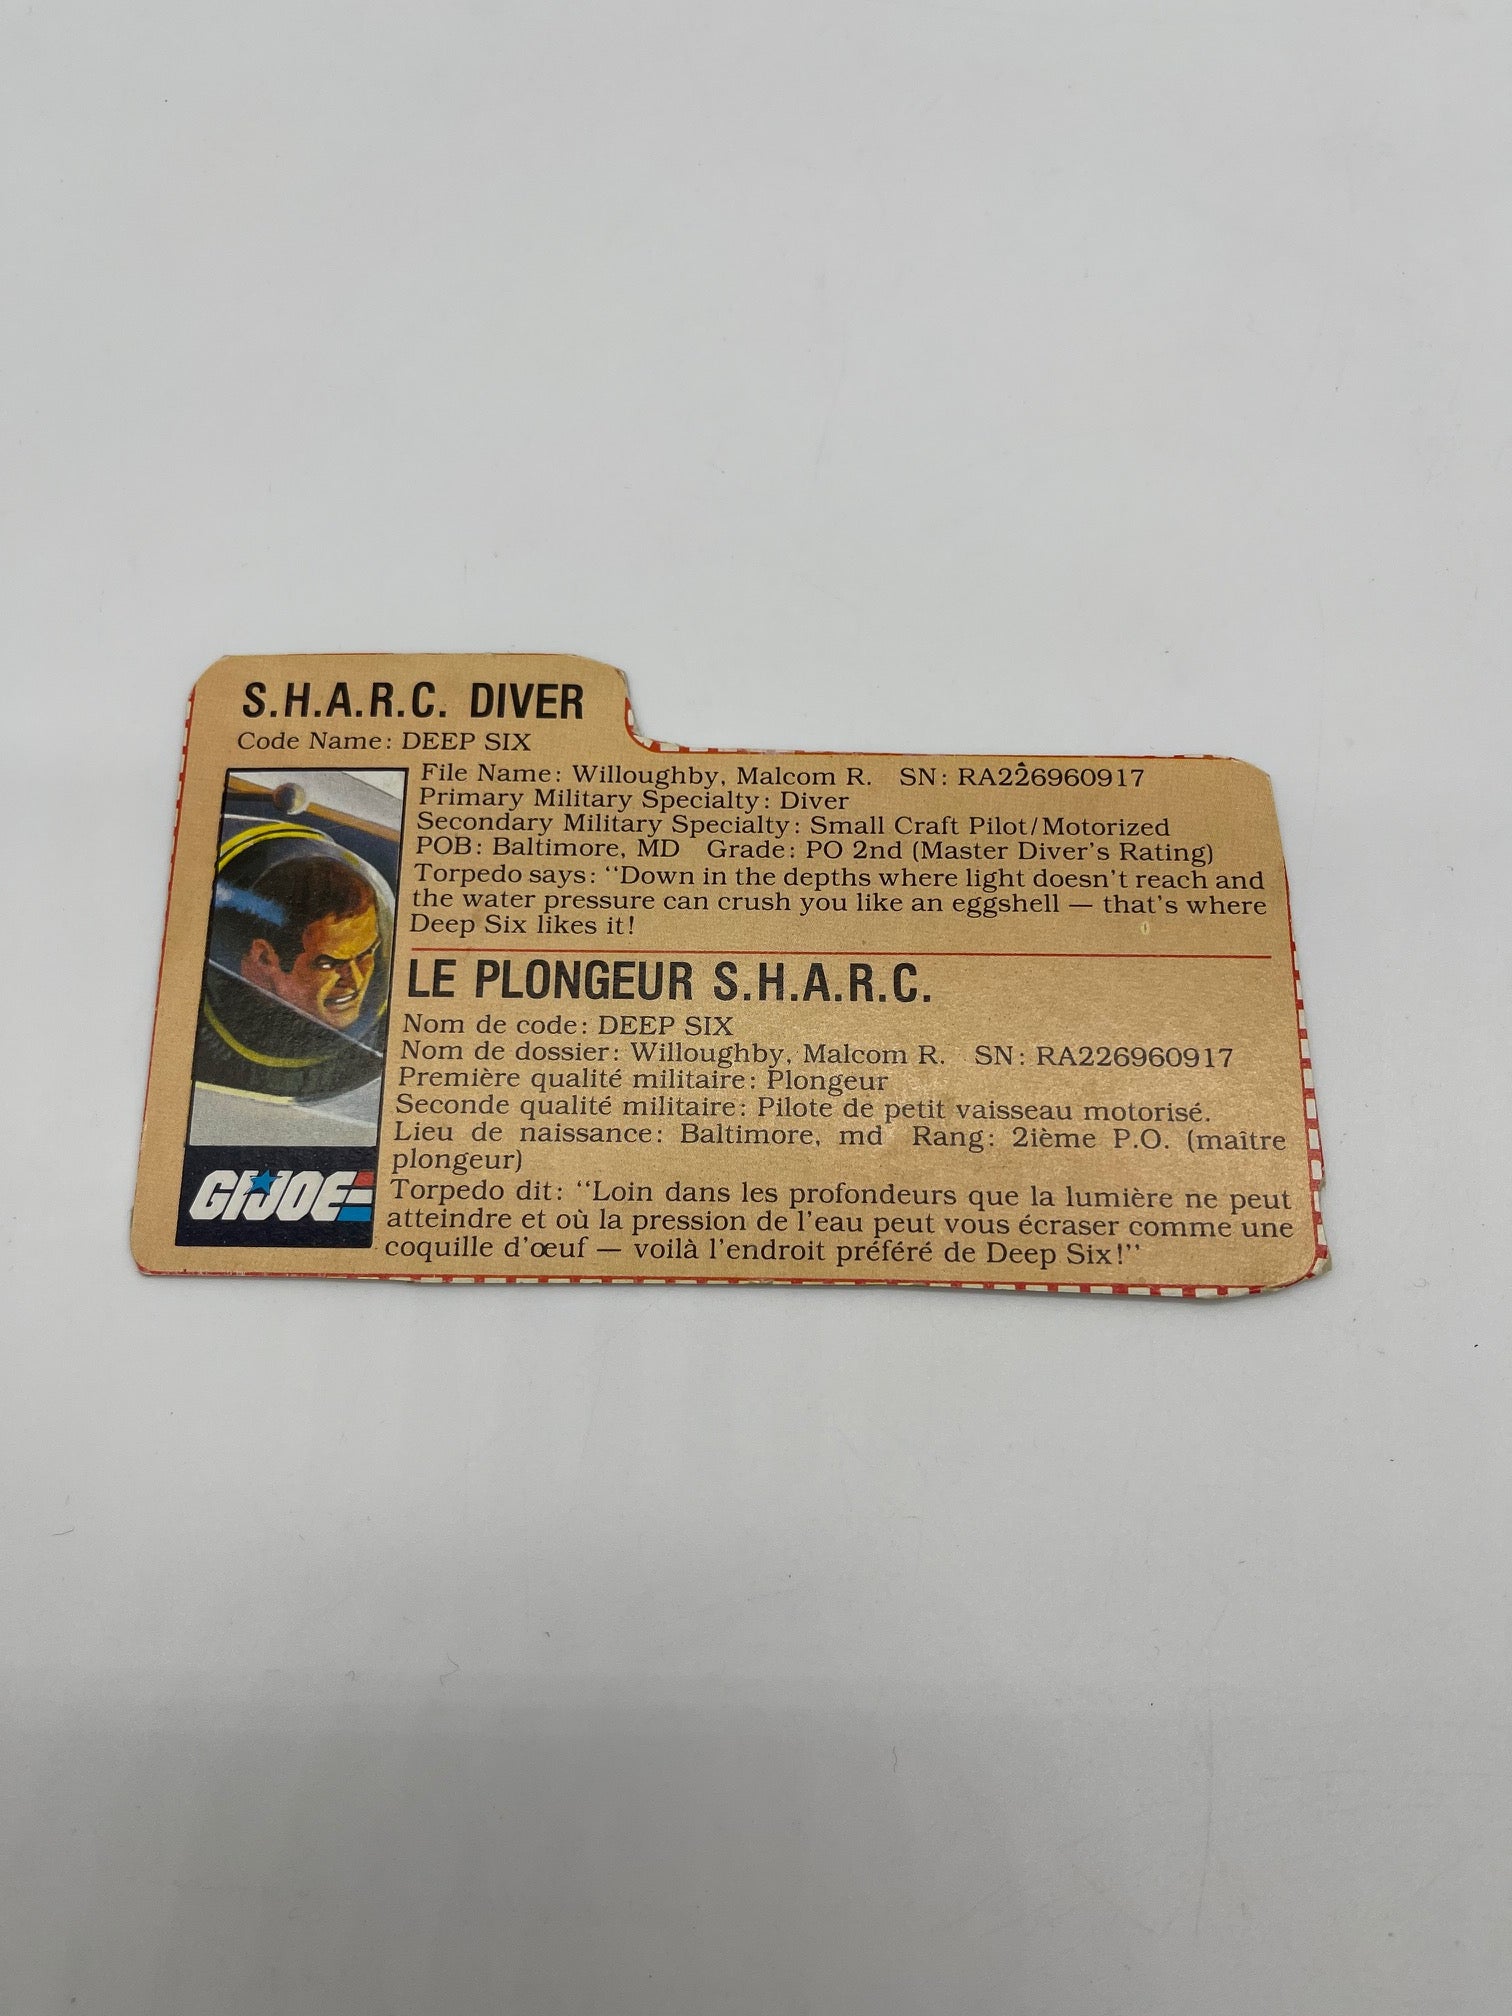 S.H.A.R.C. DIVER
Code Name: DEEP SIX
File Name: Willoughby, Malcom R. SN: RA226960917
Primary Military Specialty: Diver
Secondary Military Specialty: Small Craft Pilot/Motorized
POB: Baltimore, MD Grade: PO 2nd (Master Diver's Rating)
Torpedo says: "Down in the depths where light doesn't reach and
the water pressure can crush you like an eggshell — that's where
Deep Six likes it!
LE PLONGEUR S.H.A.R.C.
Nom de code: DEEP SIX
Nom de dossier: Willoughby, Malcom R. SN: RA226960917
Première qualité militaire: Plongeur
Seconde qualité militaire: Pilote de petit vaisseau motorisé.
Lieu de naissance: Baltimore, md Rang: 2ième P.O. (maître
plongeur)
Torpedo dit: "Loin dans les profondeurs que la lumière ne peut
atteindre et où la pression de l'eau peut vous écraser comme une
coquille d'œuf — voilà l'endroit préféré de Deep Six!"
GI JOE